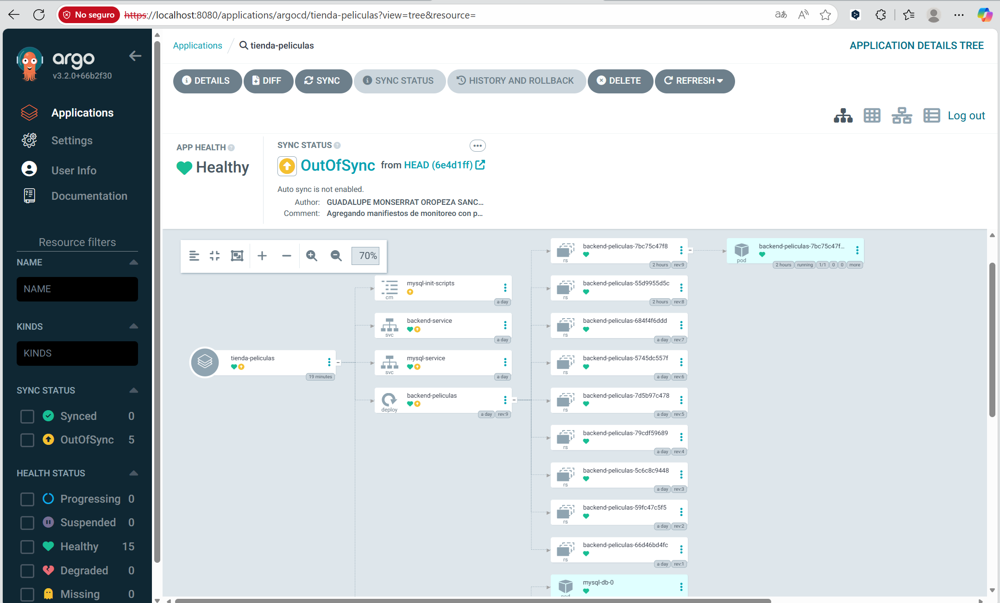 No seguro https://localhost:8080/applications/argocd/tienda-peliculas?view=tree&resource=
argo
v3.2.0+66b2f30
Applications
Settings
User Info
Documentation
Resource filters
NAME
NAME
KINDS
KINDS
SYNC STATUS
Synced 0
OutOfSync 5
HEALTH STATUS
Progressing 0
Suspended 0
Healthy 15
Degraded 0
Missing 0
Applications / tienda-peliculas
APPLICATION DETAILS TREE
DETAILS DIFF SYNC SYNC STATUS HISTORY AND ROLLBACK DELETE REFRESH
Log out
APP HEALTH
Healthy
SYNC STATUS
OutOfSync from HEAD (6e4d1ff)
Auto sync is not enabled.
Author: GUADALUPE MONSERRAT OROPEZA SANC...
Comment: Agregando manifiestos de monitoreo con p...
70%
tienda-peliculas
19 minutes
mysql-init-scripts
cm
a day
backend-service
svc
a day
mysql-service
svc
a day
backend-peliculas
deploy
a day rev:9
backend-peliculas-7bc75c47f8
rs
2 hours rev:9
backend-peliculas-7bc75c47f...
pod
2 hours running 1/1 0 0 more
backend-peliculas-55d9955d5c
rs
2 hours rev:8
backend-peliculas-684f4f6ddd
rs
a day rev:7
backend-peliculas-5745dc557f
rs
a day rev:6
backend-peliculas-7d5b97c478
rs
a day rev:5
backend-peliculas-79cdf59689
rs
a day rev:4
backend-peliculas-5c6c8c9448
rs
a day rev:3
backend-peliculas-59fc47c5f5
rs
a day rev:2
backend-peliculas-66d46bd4fc
rs
a day rev:1
mysql-db-0
pod